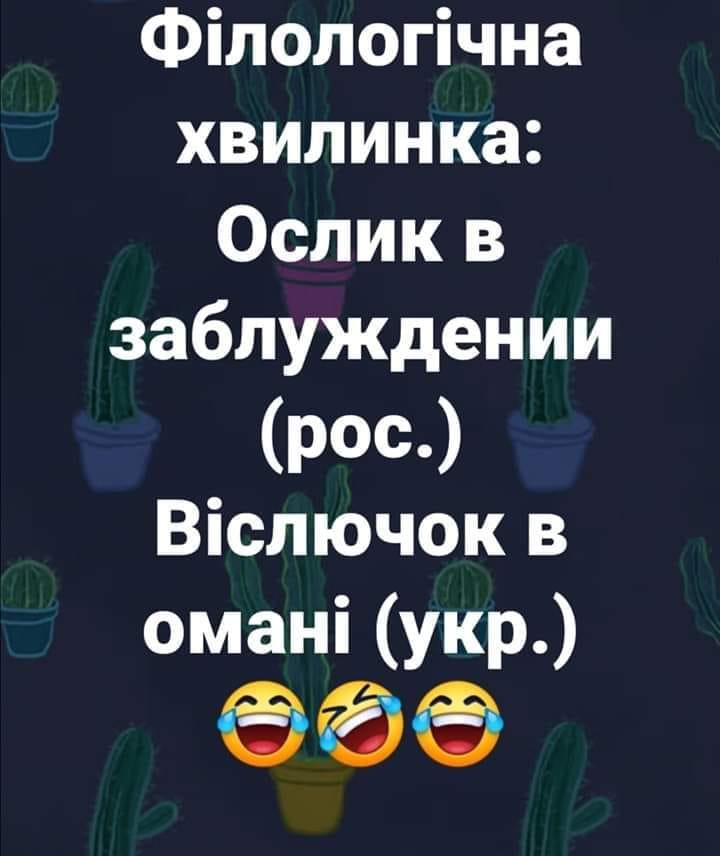 Філологічна
хвилинка:
Ослик в
заблуждении
(рос.)
Віслючок в
омані (укр.)
😂🤣😂